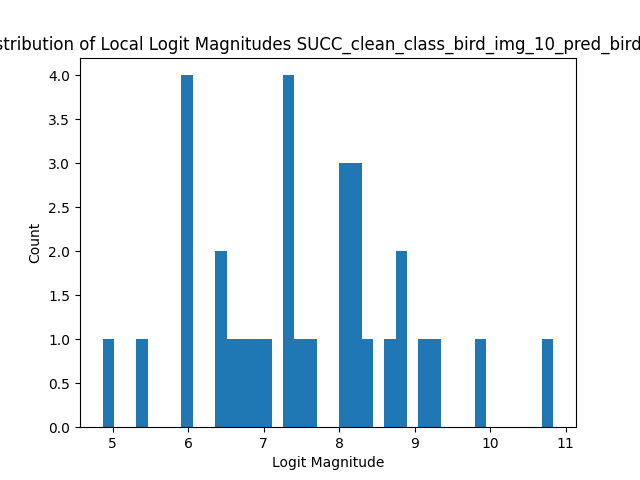 stribution of Local Logit Magnitudes SUCC_clean_class_bird_img_10_pred_bird
4.0
3.5
3.0
2.5
2.0
1.5
1.0
0.5
0.0
Count
5 6 7 8 9 10 11
Logit Magnitude